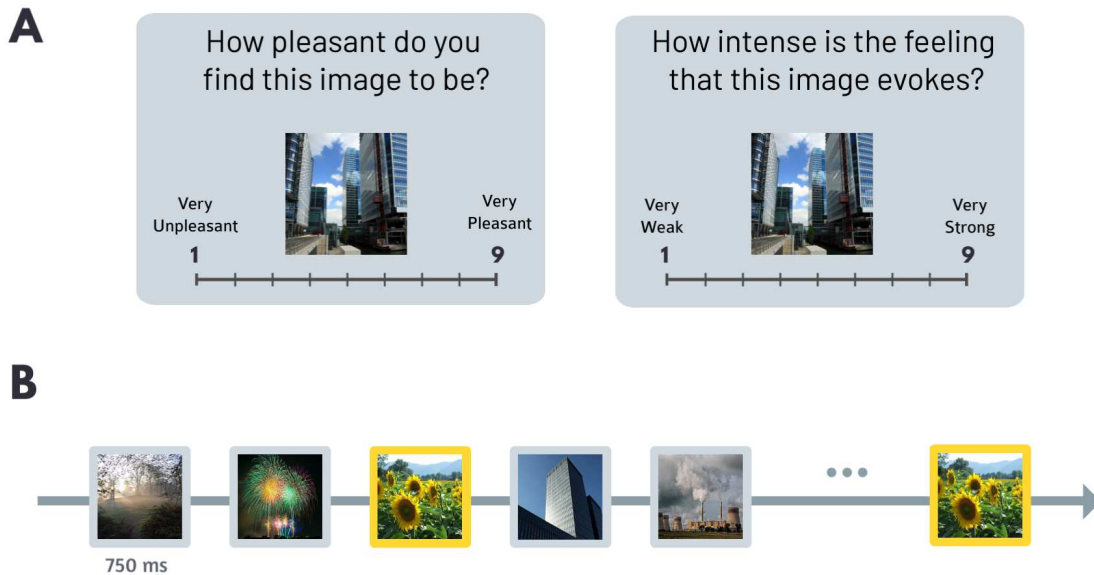 A
How pleasant do you
find this image to be?
Very
Unpleasant
1
Very
Pleasant
9
How intense is the feeling
that this image evokes?
Very
Weak
1
Very
Strong
9
B
750 ms